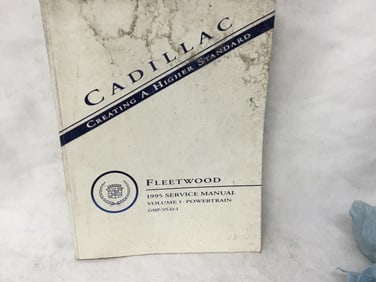 CADILLAC
CREATING A HIGHER STANDARD
FLEETWOOD
1995 SERVICE MANUAL
VOLUME 1 - POWERTRAIN
GMP/95-D-1